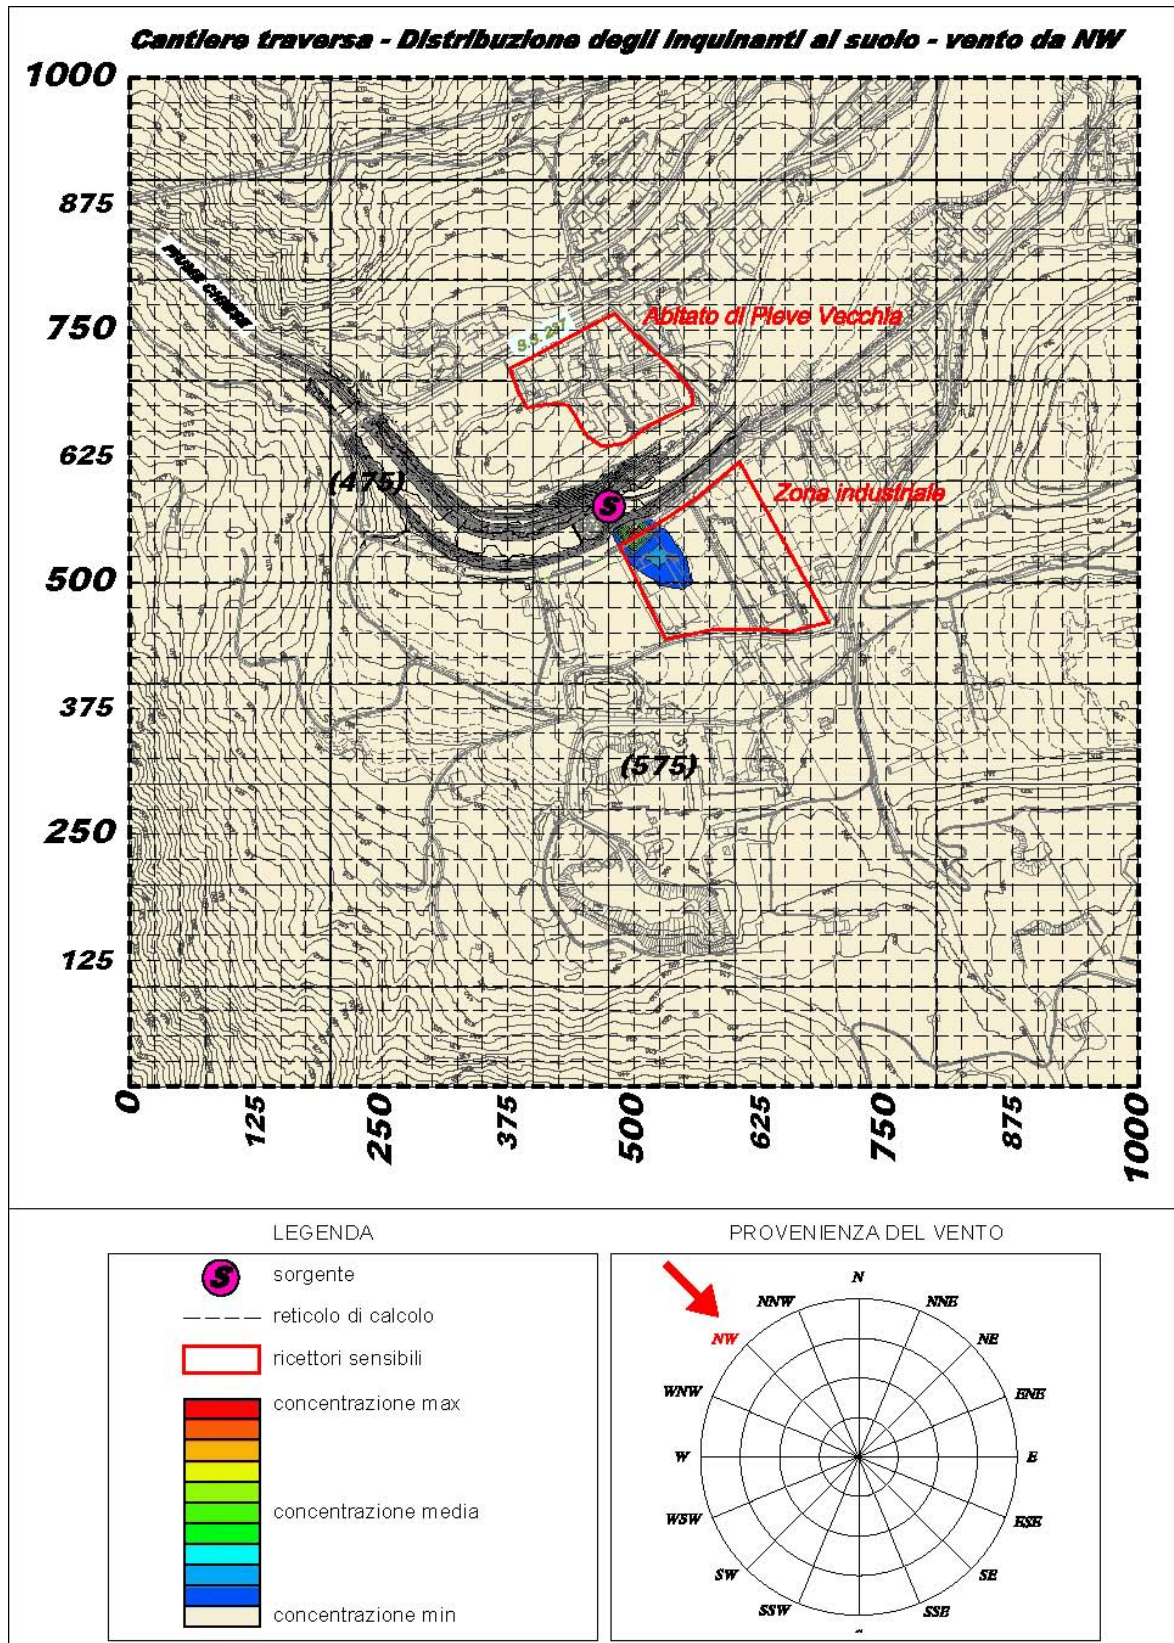 Cantiere traversa - Distribuzione degli inquinanti al suolo - vento da NW
1000
875
750
625
500
375
250
125
FIUME CHIESE
S.S. 237
Abitato di Pieve Vecchia
(475)
S
Zona industriale
(575)
0
125
250
375
500
625
750
875
1000
LEGENDA
S
sorgente
reticolo di calcolo
ricettori sensibili
concentrazione max
concentrazione media
concentrazione min
PROVENIENZA DEL VENTO
N
NNW
NNE
NW
NE
WNW
ENE
W
E
WSW
ESE
SW
SE
SSW
SSE